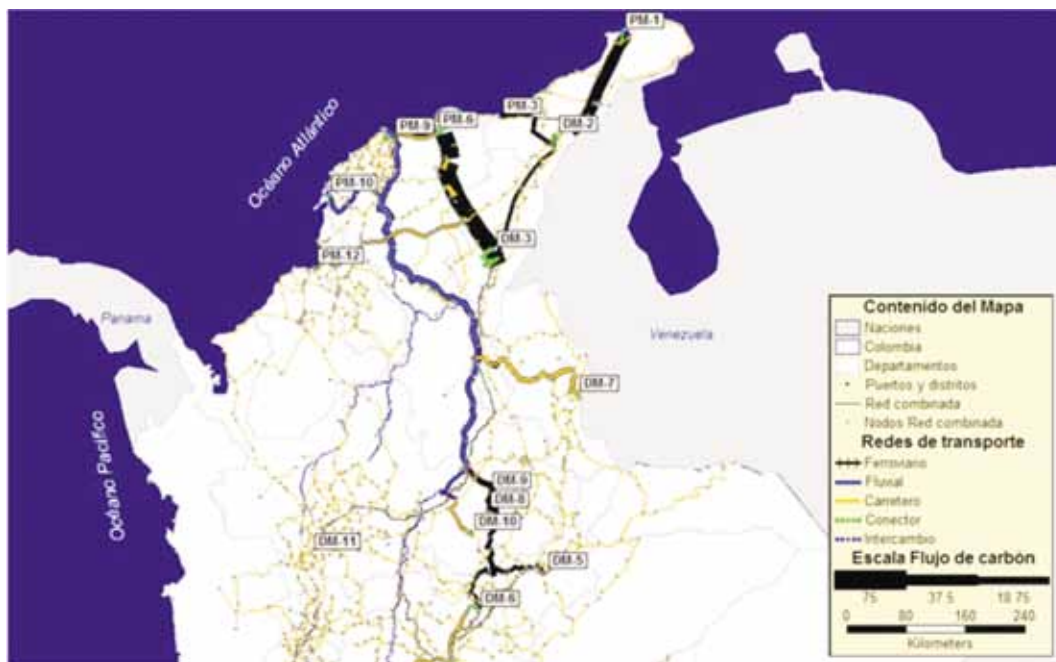 PM-1
PM-3
PM-6
PM-9
DM-2
Océano Atlántico
PM-10
DM-3
PM-12
Panama
Venezuela
DM-7
Océano Pacífico
DM-9
DM-8
DM-10
DM-11
DM-5
DM-6
Contenido del Mapa
Naciones
Colombia
Departamentos
Puertos y distritos
Red combinada
Nodos Red combinada
Redes de transporte
Ferroviario
Fluvial
Carretero
Conector
Intercambio
Escala Flujo de carbón
75 37.5 18.75
0 80 160 240
Kilometers